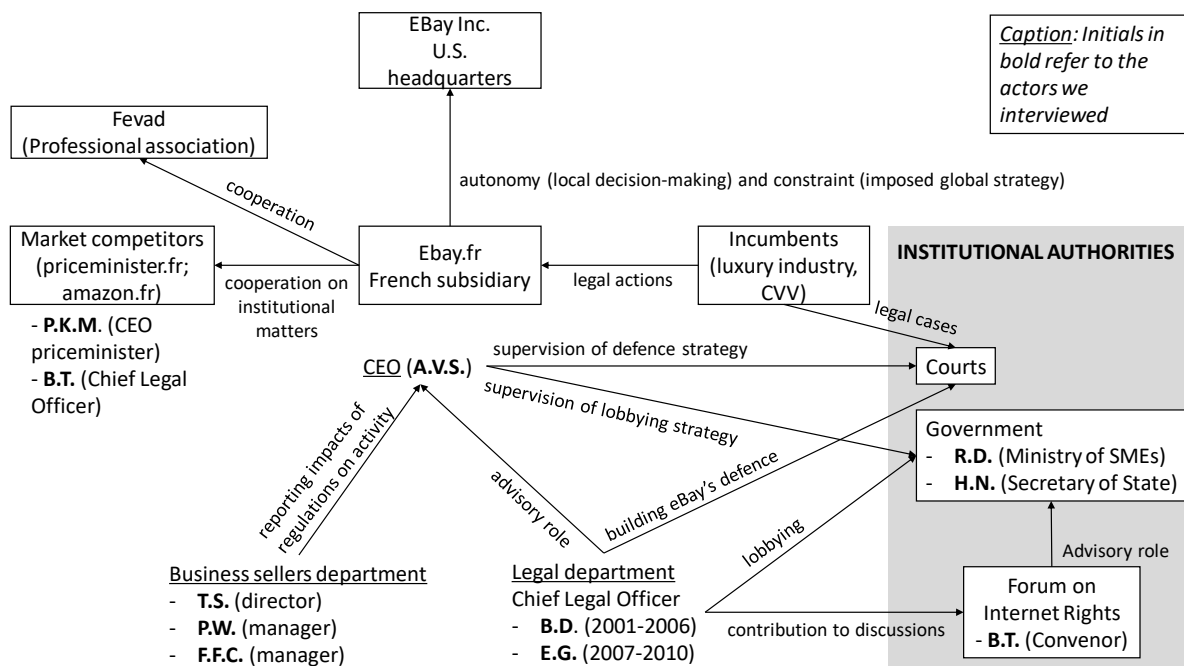 EBay Inc.
U.S.
headquarters
Caption: Initials in
bold refer to the
actors we
interviewed
Fevad
(Professional association)
cooperation
autonomy (local decision-making) and constraint (imposed global strategy)
Market competitors
(priceminister.fr;
amazon.fr)
- P.K.M. (CEO
priceminister)
- B.T. (Chief Legal
Officer)
cooperation on
institutional
matters
Ebay.fr
French subsidiary
legal actions
Incumbents
(luxury industry,
CVV)
INSTITUTIONAL AUTHORITIES
legal cases
Courts
CEO (A.V.S.)
supervision of defence strategy
supervision of lobbying strategy
Government
- R.D. (Ministry of SMEs)
- H.N. (Secretary of State)
reporting impacts of
regulations on activity
advisory role
building eBay's defence
lobbying
Advisory role
Business sellers department
- T.S. (director)
- P.W. (manager)
- F.F.C. (manager)
Legal department
Chief Legal Officer
- B.D. (2001-2006)
- E.G. (2007-2010)
contribution to discussions
Forum on
Internet Rights
- B.T. (Convenor)